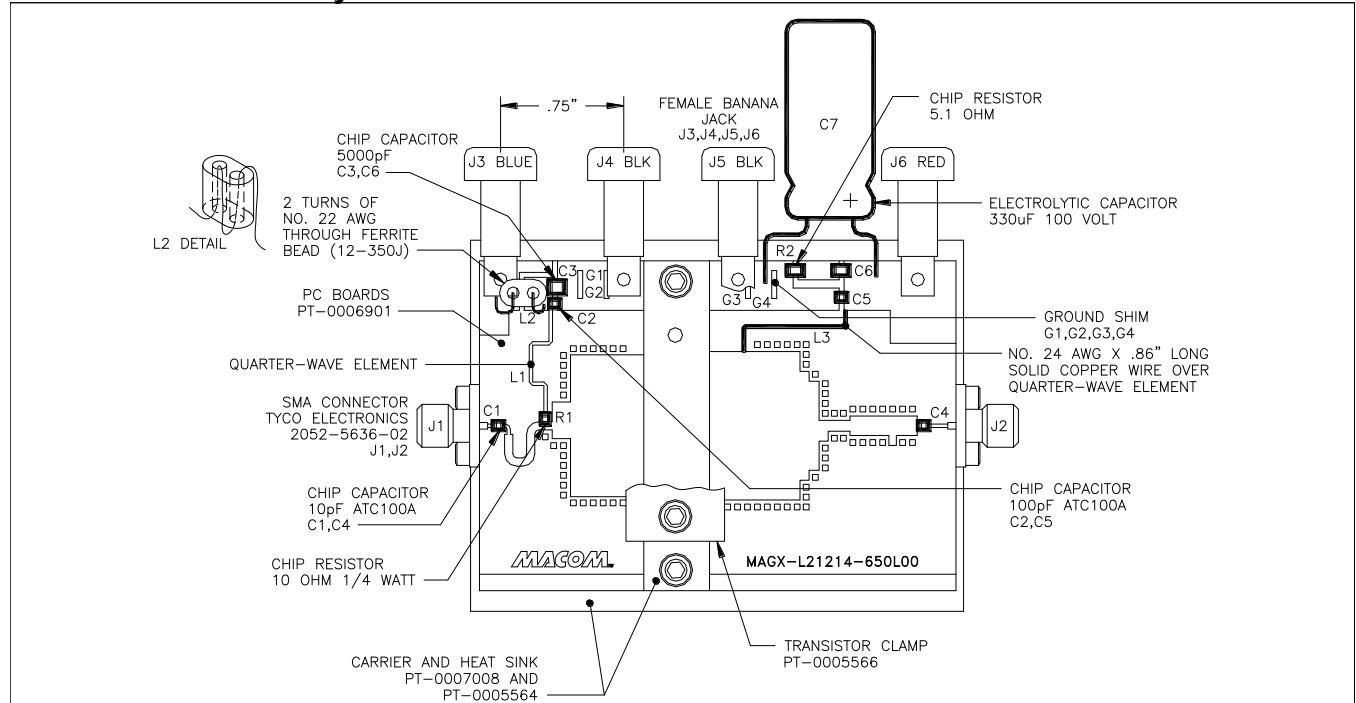 .75"
FEMALE BANANA
JACK
J3,J4,J5,J6
C7
CHIP RESISTOR
5.1 OHM
CHIP CAPACITOR
5000pF
C3,C6
J3 BLUE
J4 BLK
J5 BLK
J6 RED
2 TURNS OF
NO. 22 AWG
THROUGH FERRITE
BEAD (12-350J)
L2 DETAIL
+
ELECTROLYTIC CAPACITOR
330uF 100 VOLT
R2
C3
G1
C6
G2
G3
G4
C5
PC BOARDS
PT-0006901
L2
C2
GROUND SHIM
G1,G2,G3,G4
L3
QUARTER-WAVE ELEMENT
L1
NO. 24 AWG X .86" LONG
SOLID COPPER WIRE OVER
QUARTER-WAVE ELEMENT
SMA CONNECTOR
TYCO ELECTRONICS
2052-5636-02
J1,J2
J1
C1
R1
C4
J2
CHIP CAPACITOR
10pF ATC100A
C1,C4
CHIP CAPACITOR
100pF ATC100A
C2,C5
CHIP RESISTOR
10 OHM 1/4 WATT
MACOM
MAGX-L21214-650L00
TRANSISTOR CLAMP
PT-0005566
CARRIER AND HEAT SINK
PT-0007008 AND
PT-0005564